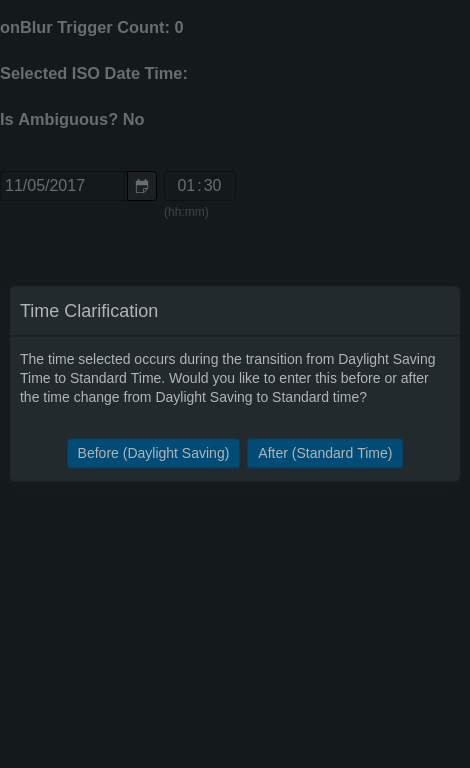 onBlur Trigger Count: 0
Selected ISO Date Time:
Is Ambiguous? No
11/05/2017 01:30
(hh:mm)
Time Clarification
The time selected occurs during the transition from Daylight Saving
Time to Standard Time. Would you like to enter this before or after
the time change from Daylight Saving to Standard time?
Before (Daylight Saving) After (Standard Time)